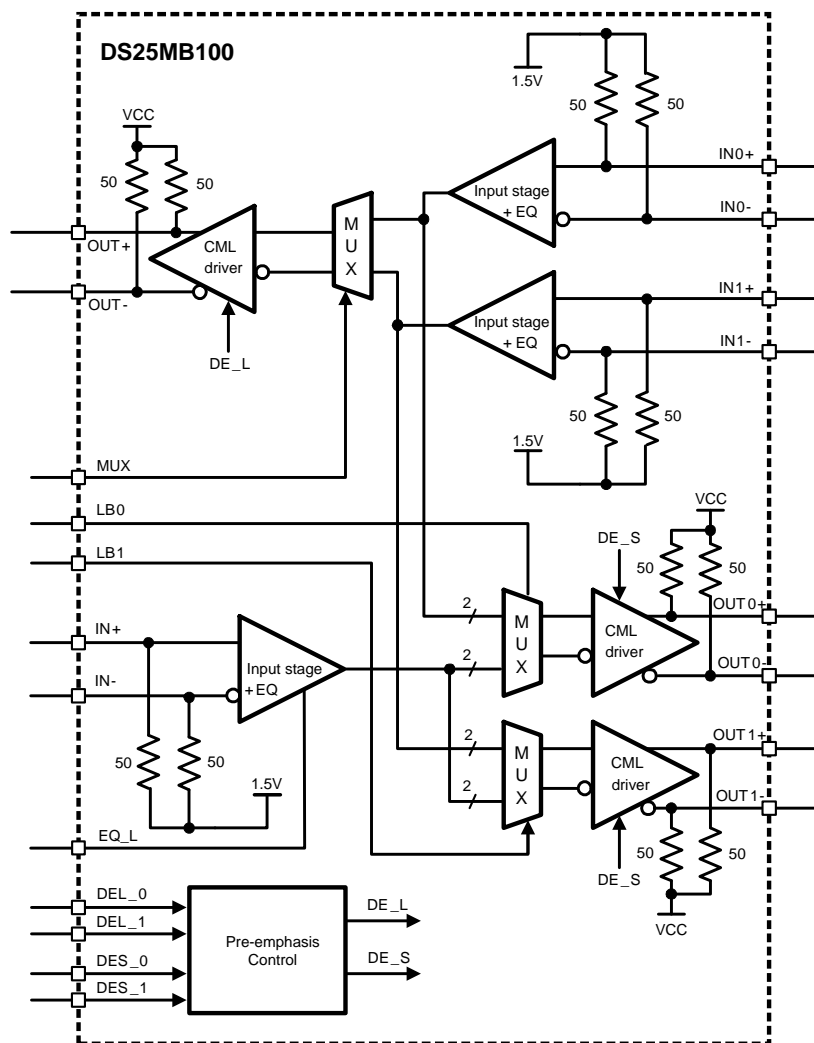 DS25MB100
1.5V
50
50
VCC
50
50
IN0+
Input stage
+ EQ
IN0-
OUT+
CML
driver
M
U
X
OUT-
IN1+
Input stage
+ EQ
IN1-
DE_L
50
50
1.5V
MUX
LB0
VCC
LB1
DE_S
50
50
2
OUT0+
M
U
X
CML
driver
IN+
2
OUT0-
Input stage
+ EQ
IN-
2
M
U
X
CML
driver
OUT1+
50
50
1.5V
2
OUT1-
EQ_L
50
50
DE_S
VCC
DEL_0
DEL_1
DES_0
DES_1
Pre-emphasis
Control
DE_L
DE_S